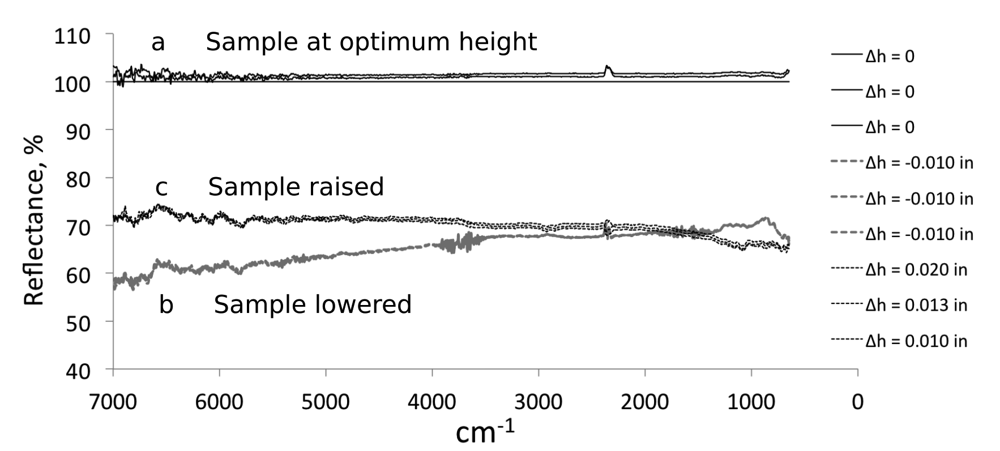 110
a Sample at optimum height
100
90
80
c Sample raised
70
60
b Sample lowered
50
40
Reflectance, %
7000 6000 5000 4000 3000 2000 1000 0
cm-1
Δh = 0
Δh = 0
Δh = 0
Δh = -0.010 in
Δh = -0.010 in
Δh = -0.010 in
Δh = 0.020 in
Δh = 0.013 in
Δh = 0.010 in